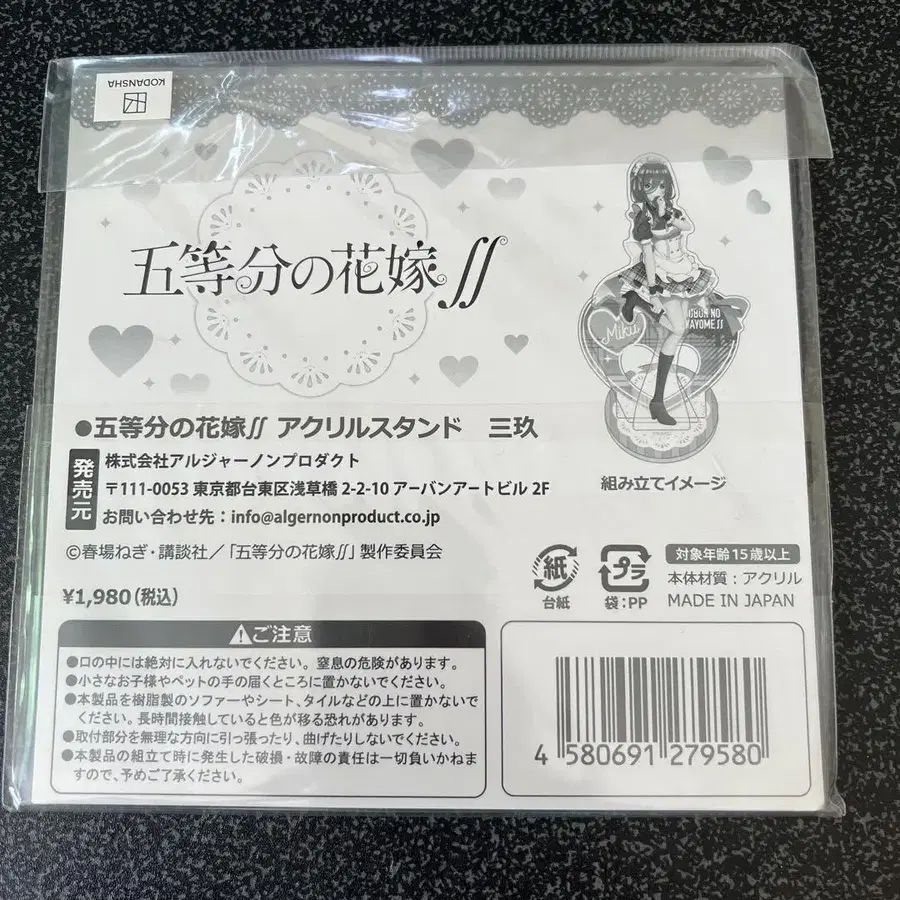 KODANSHA
五等分の花嫁∬
Miku
NO
YOME∬
●五等分の花嫁∬ アクリルスタンド 三玖
組み立てイメージ
発売元
株式会社アルジャーノンプロダクト
〒111-0053 東京都台東区浅草橋 2-2-10 アーバンアートビル 2F
お問い合わせ先：info@algernonproduct.co.jp
©春場ねぎ・講談社／「五等分の花嫁∬」製作委員会
¥1,980（税込）
紙
台紙
プラ
袋：PP
対象年齢15歳以上
本体材質：アクリル
MADE IN JAPAN
ご注意
●口の中には絶対に入れないでください。窒息の危険があります。
●小さなお子様やペットの手の届くところに置かないでください。
●本製品を樹脂製のソファーやシート、タイルなどの上に置かないで
ください。長時間接触していると色が移る恐れがあります。
●取付部分を無理な方向に引っ張ったり、曲げたりしないでください。
●本製品の組立て時に発生した破損・故障の責任は一切負いかねま
すので、予めご了承ください。
4 580691 279580